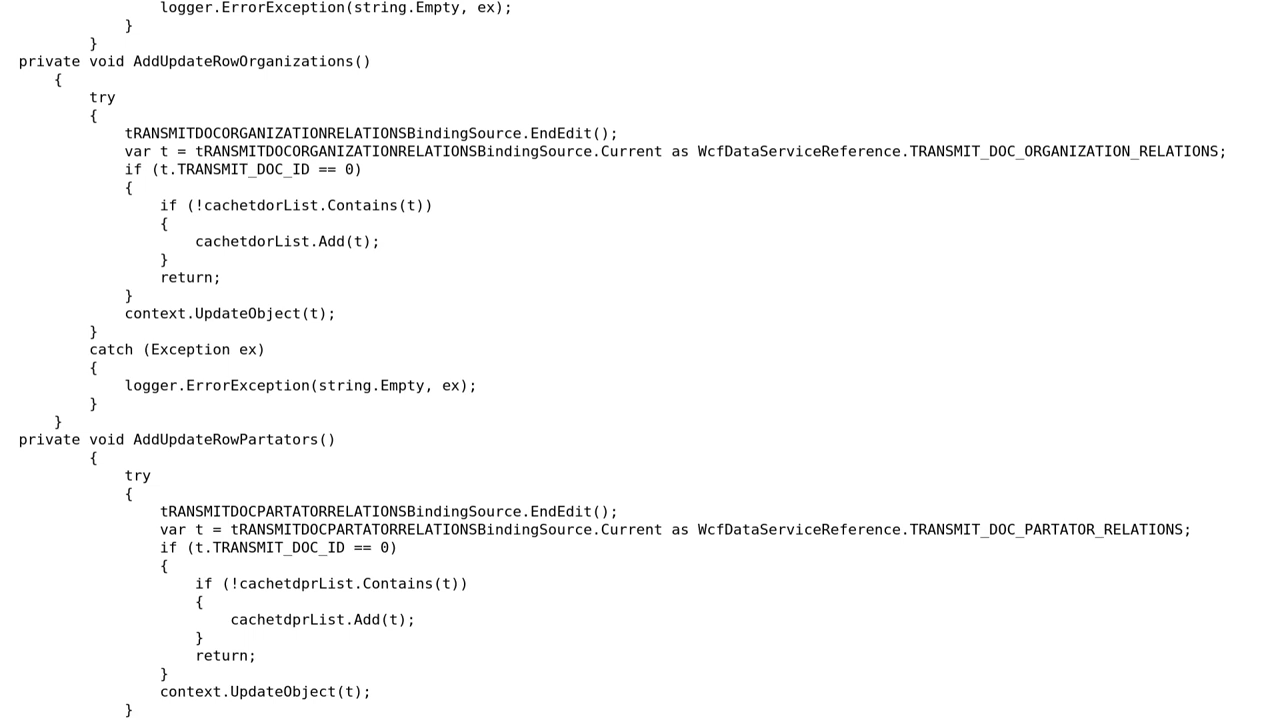 logger.ErrorException(string.Empty, ex);
            }
        }
private void AddUpdateRowOrganizations()
    {
        try
        {
            tRANSMITDOCORGANIZATIONRELATIONSBindingSource.EndEdit();
            var t = tRANSMITDOCORGANIZATIONRELATIONSBindingSource.Current as WcfDataServiceReference.TRANSMIT_DOC_ORGANIZATION_RELATIONS;
            if (t.TRANSMIT_DOC_ID == 0)
            {
                if (!cachetdorList.Contains(t))
                {
                    cachetdorList.Add(t);
                }
                return;
            }
            context.UpdateObject(t);
        }
        catch (Exception ex)
        {
            logger.ErrorException(string.Empty, ex);
        }
    }
private void AddUpdateRowPartators()
        {
            try
            {
                tRANSMITDOCPARTATORRELATIONSBindingSource.EndEdit();
                var t = tRANSMITDOCPARTATORRELATIONSBindingSource.Current as WcfDataServiceReference.TRANSMIT_DOC_PARTATOR_RELATIONS;
                if (t.TRANSMIT_DOC_ID == 0)
                {
                    if (!cachetdprList.Contains(t))
                    {
                        cachetdprList.Add(t);
                    }
                    return;
                }
                context.UpdateObject(t);
            }